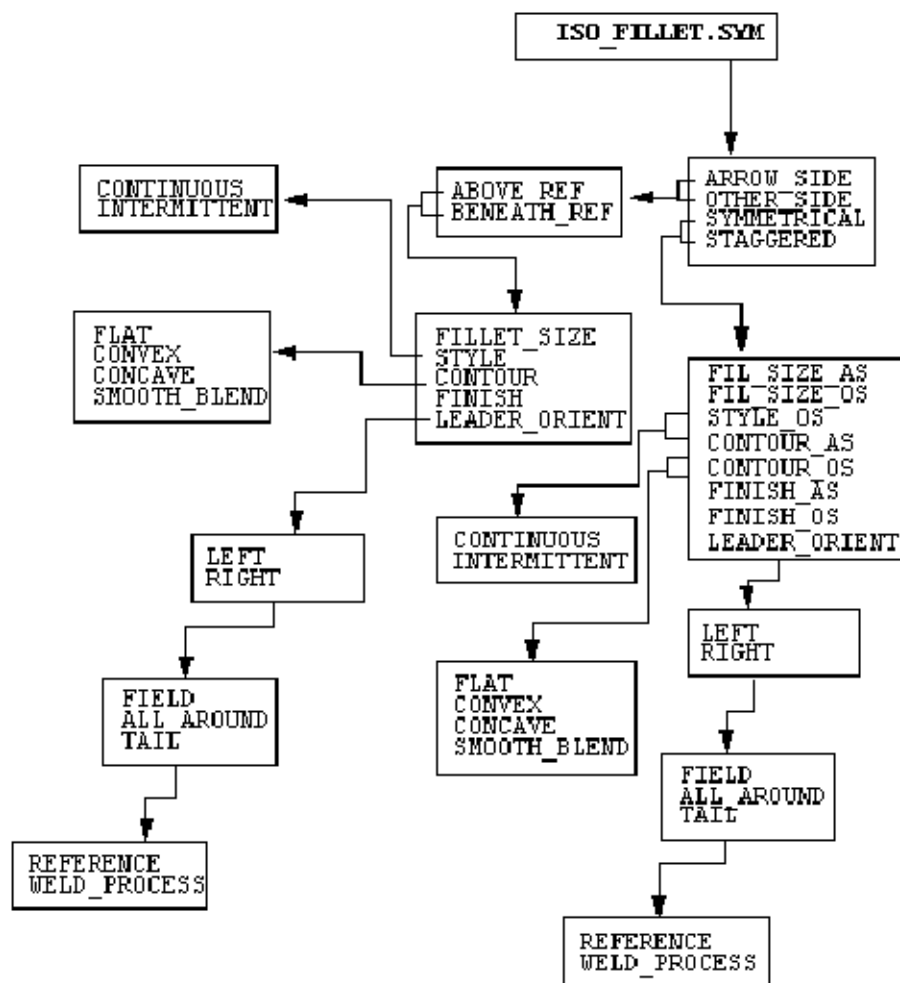 ISO_FILLET.SYM
ARROW_SIDE
OTHER_SIDE
SYMMETRICAL
STAGGERED
ABOVE_REF
BENEATH_REF
CONTINUOUS
INTERMITTENT
FILLET_SIZE
STYLE
CONTOUR
FINISH
LEADER_ORIENT
FLAT
CONVEX
CONCAVE
SMOOTH_BLEND
FIL_SIZE_AS
FIL_SIZE_OS
STYLE_OS
CONTOUR_AS
CONTOUR_OS
FINISH_AS
FINISH_OS
LEADER_ORIENT
LEFT
RIGHT
CONTINUOUS
INTERMITTENT
LEFT
RIGHT
FIELD
ALL_AROUND
TAIL
FLAT
CONVEX
CONCAVE
SMOOTH_BLEND
FIELD
ALL_AROUND
TAIL
REFERENCE
WELD_PROCESS
REFERENCE
WELD_PROCESS